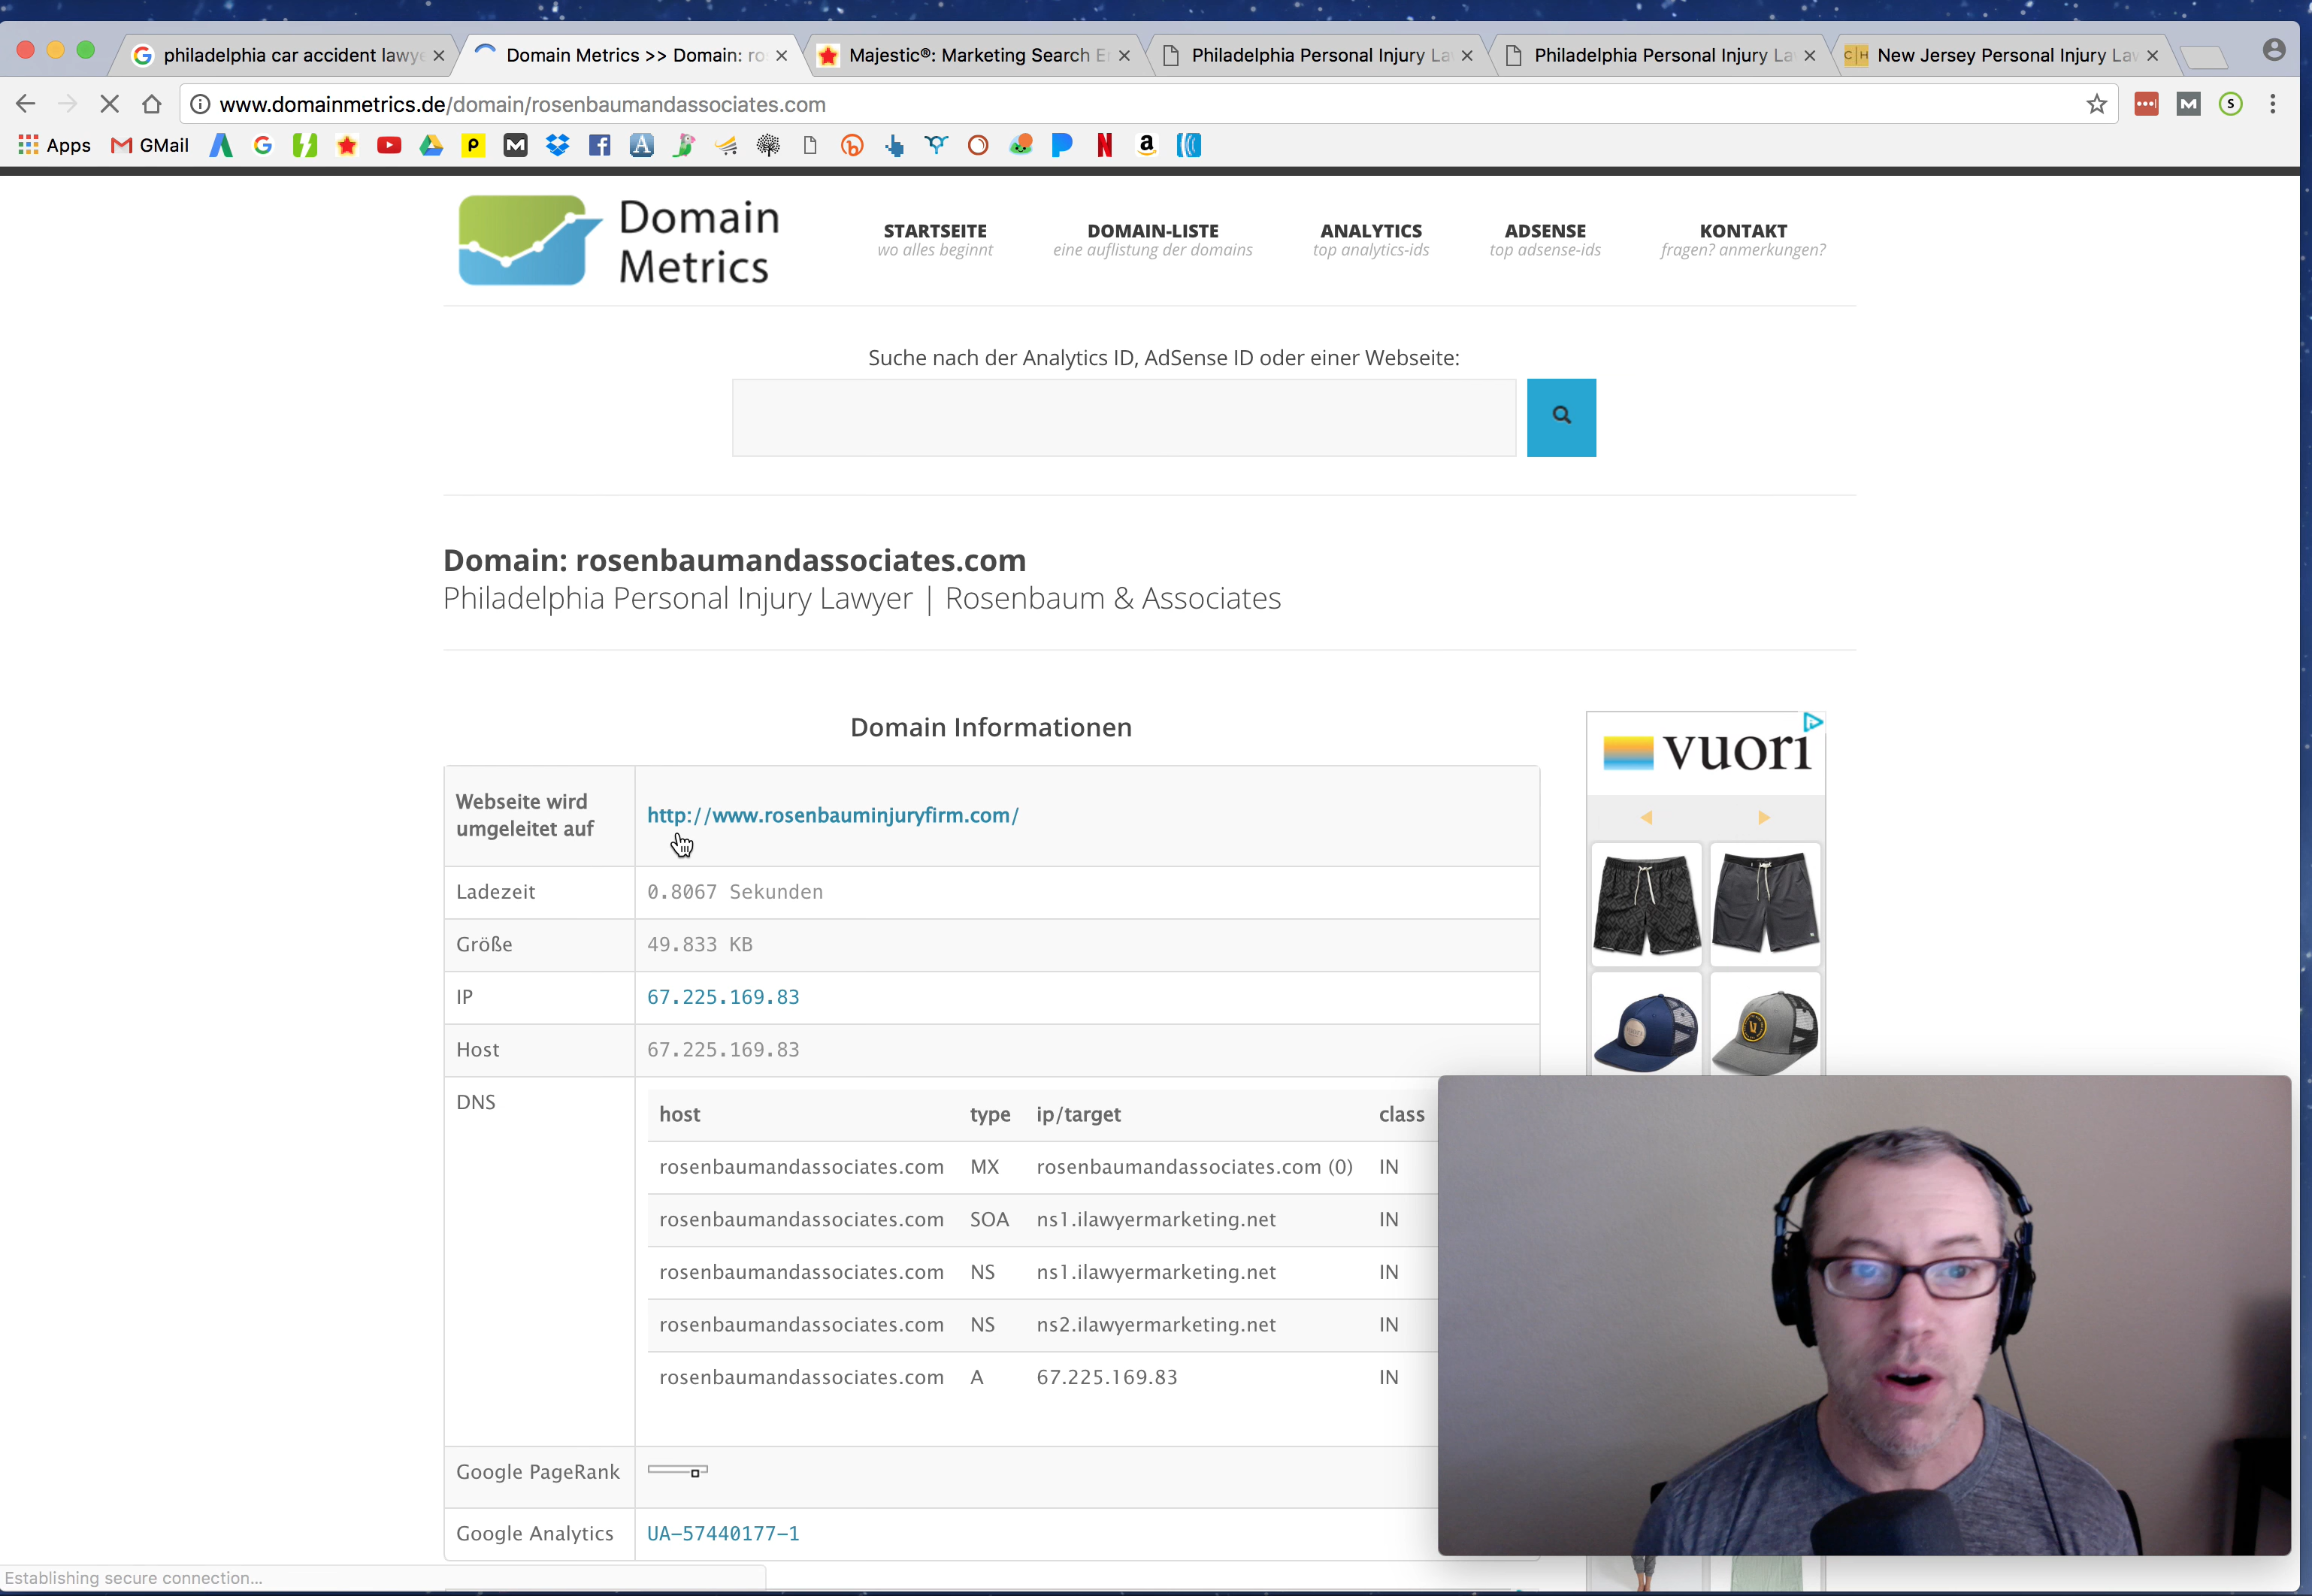 philadelphia car accident lawye
Domain Metrics >> Domain: ro
Majestic®: Marketing Search E
Philadelphia Personal Injury La
Philadelphia Personal Injury La
New Jersey Personal Injury Law
www.domainmetrics.de/domain/rosenbaumandassociates.com
Apps
GMail
Domain
Metrics
STARTSEITE
wo alles beginnt
DOMAIN-LISTE
eine auflistung der domains
ANALYTICS
top analytics-ids
ADSENSE
top adsense-ids
KONTAKT
fragen? anmerkungen?
Suche nach der Analytics ID, AdSense ID oder einer Webseite:
Domain: rosenbaumandassociates.com
Philadelphia Personal Injury Lawyer | Rosenbaum & Associates
Domain Informationen
Webseite wird
umgeleitet auf
http://www.rosenbauminjuryfirm.com/
Ladezeit 0.8067 Sekunden
Größe 49.833 KB
IP 67.225.169.83
Host 67.225.169.83
DNS
host type ip/target class
rosenbaumandassociates.com MX rosenbaumandassociates.com (0) IN
rosenbaumandassociates.com SOA ns1.ilawyermarketing.net IN
rosenbaumandassociates.com NS ns1.ilawyermarketing.net IN
rosenbaumandassociates.com NS ns2.ilawyermarketing.net IN
rosenbaumandassociates.com A 67.225.169.83 IN
Google PageRank
Google Analytics UA-57440177-1
vuori
Establishing secure connection...